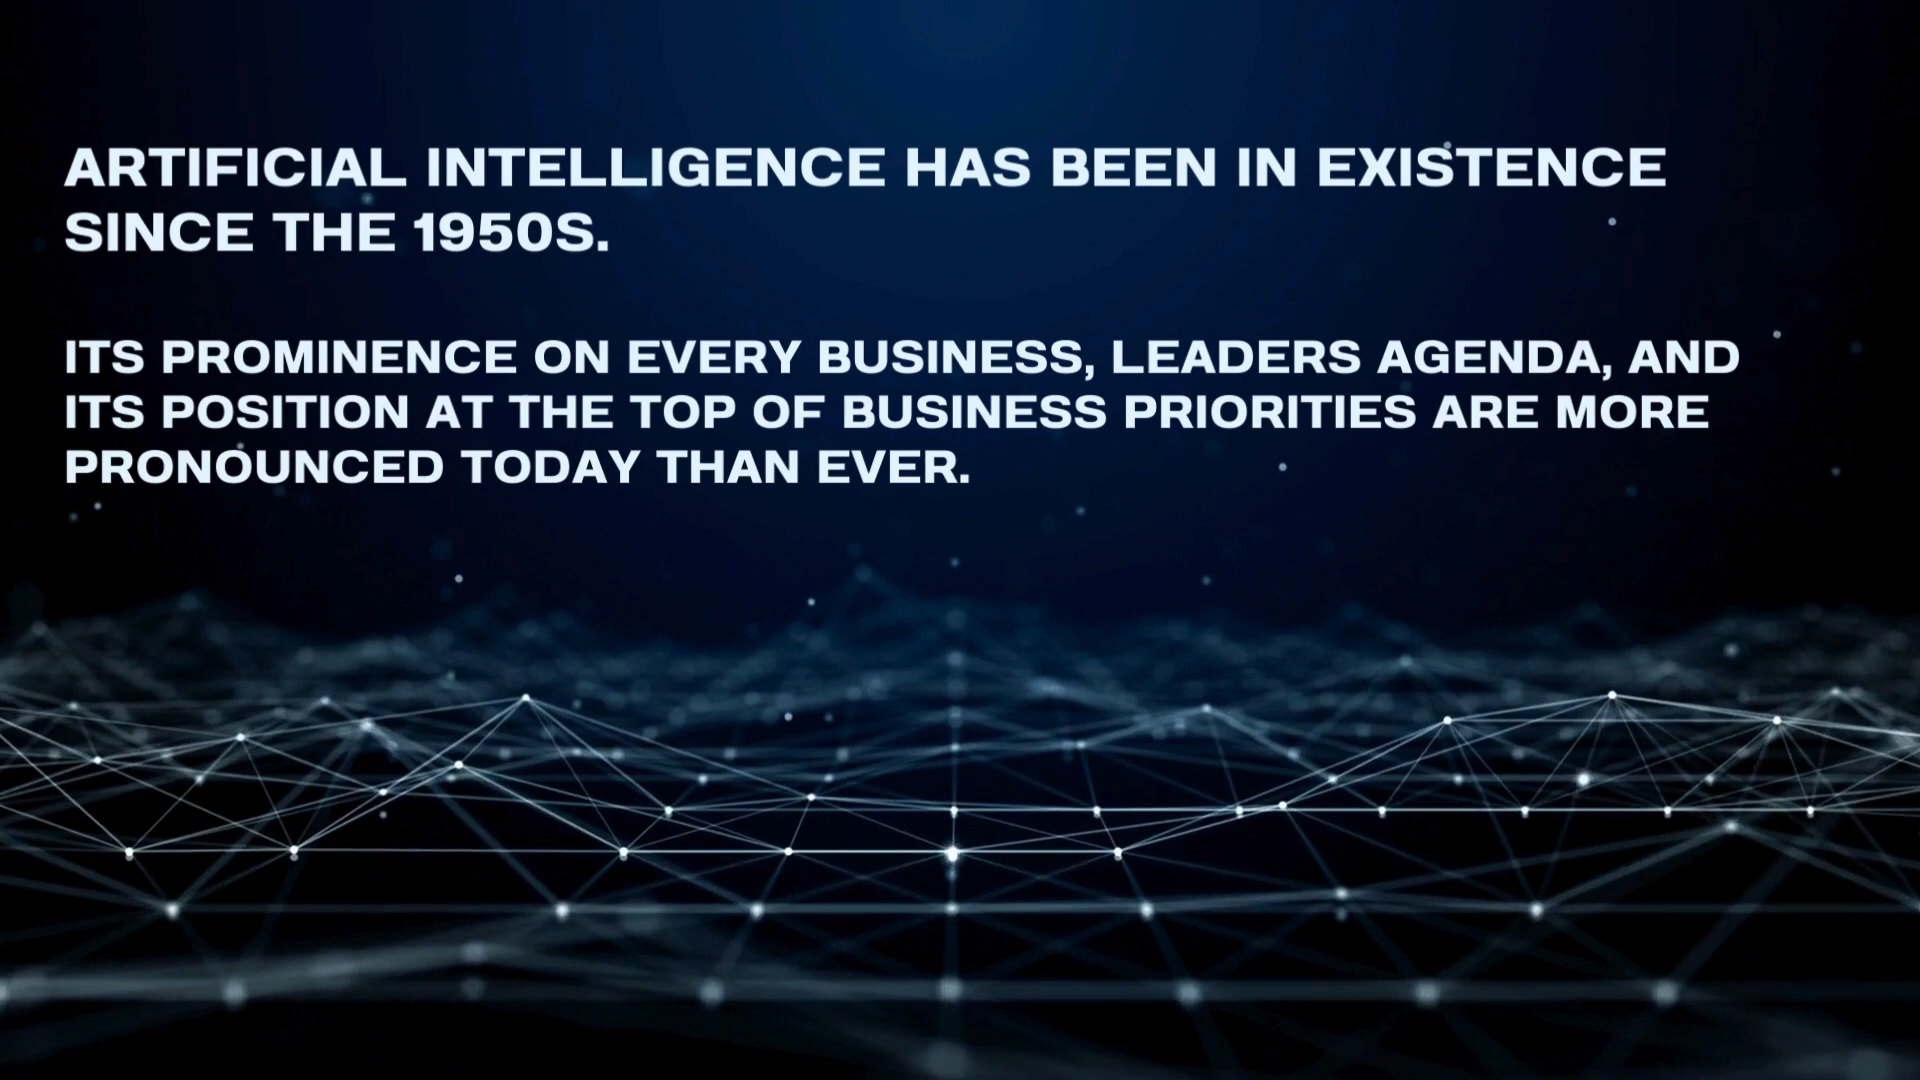 ARTIFICIAL INTELLIGENCE HAS BEEN IN EXISTENCE
SINCE THE 1950S.
ITS PROMINENCE ON EVERY BUSINESS, LEADERS AGENDA, AND
ITS POSITION AT THE TOP OF BUSINESS PRIORITIES ARE MORE
PRONOUNCED TODAY THAN EVER.